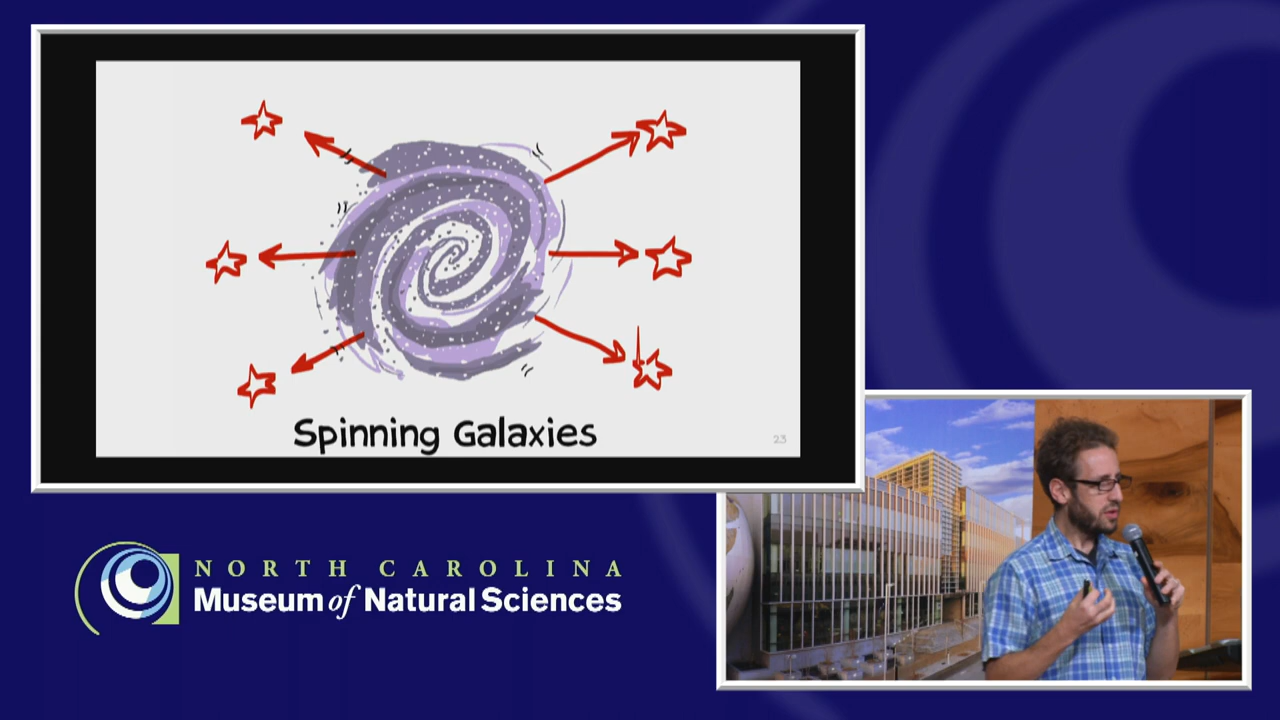 Spinning Galaxies
23
NORTH CAROLINA
Museum of Natural Sciences